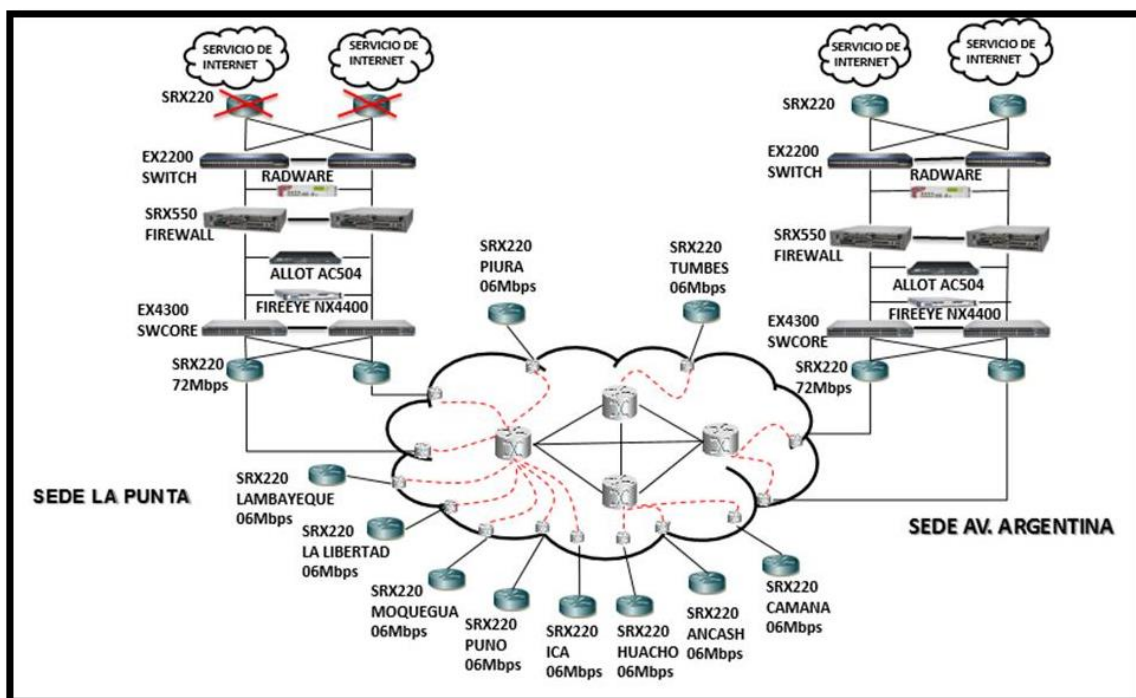 SERVICIO DE
INTERNET
SERVICIO DE
INTERNET
SRX220
EX2200
SWITCH
RADWARE
SRX550
FIREWALL
ALLOT AC504
FIREEYE NX4400
EX4300
SWCORE
SRX220
72Mbps
SERVICIO DE
INTERNET
SERVICIO DE
INTERNET
SRX220
EX2200
SWITCH
RADWARE
SRX550
FIREWALL
ALLOT AC504
FIREEYE NX4400
EX4300
SWCORE
SRX220
72Mbps
SRX220
PIURA
06Mbps
SRX220
TUMBES
06Mbps
SEDE LA PUNTA
SEDE AV. ARGENTINA
SRX220
LAMBAYEQUE
06Mbps
SRX220
LA LIBERTAD
06Mbps
SRX220
MOQUEGUA
06Mbps
SRX220
PUNO
06Mbps
SRX220
ICA
06Mbps
SRX220
HUACHO
06Mbps
SRX220
ANCASH
06Mbps
SRX220
CAMANA
06Mbps